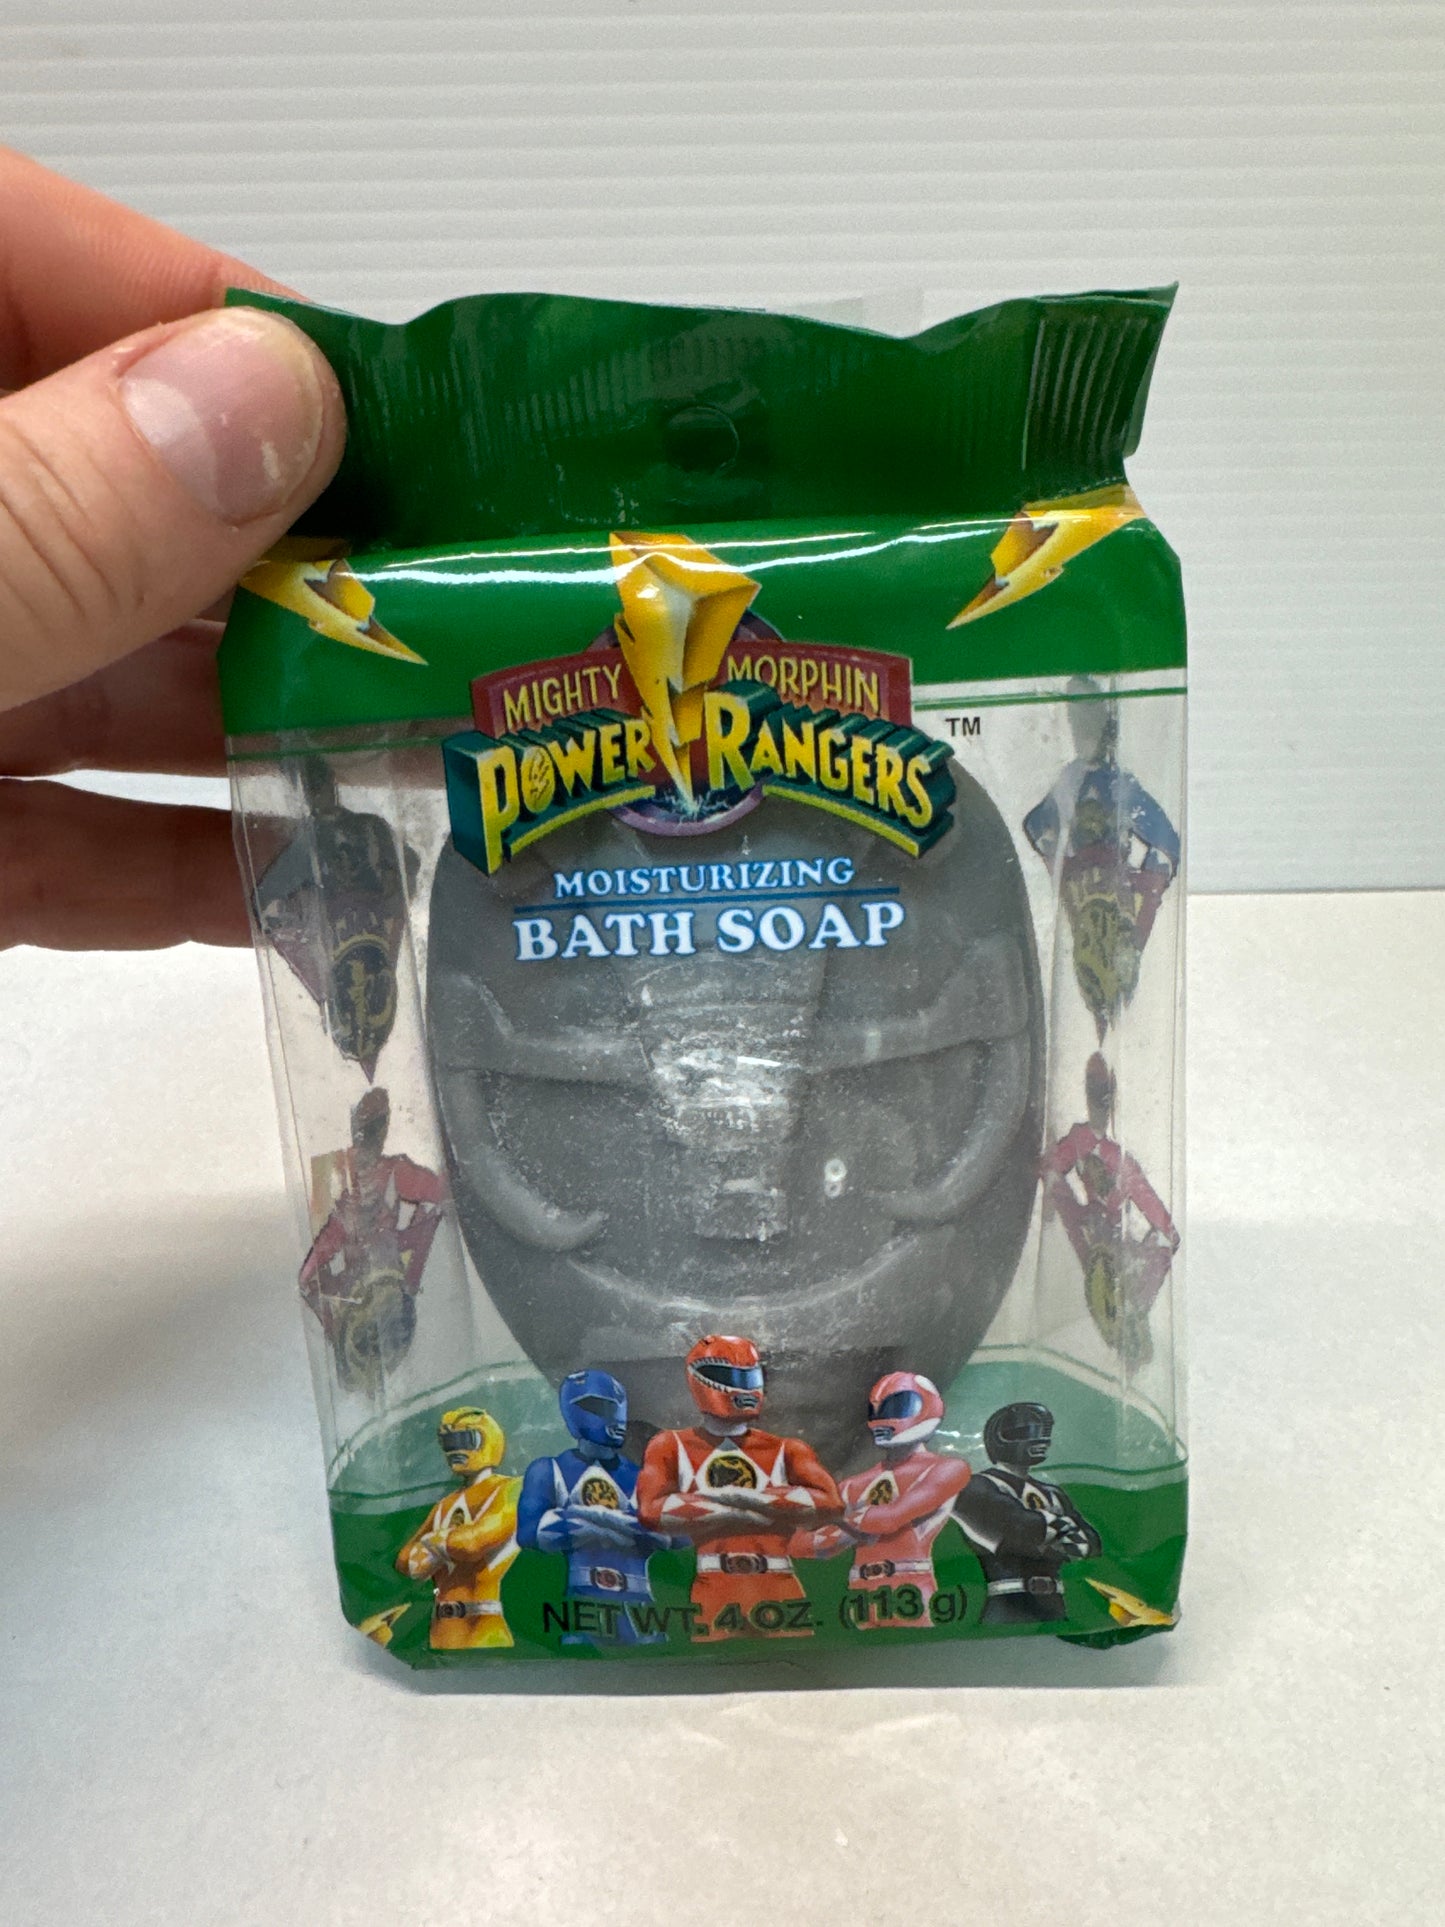 MIGHTY MORPHIN
POWER RANGERS TM
MOISTURIZING
BATH SOAP
NET WT. 4 OZ. (113 g)